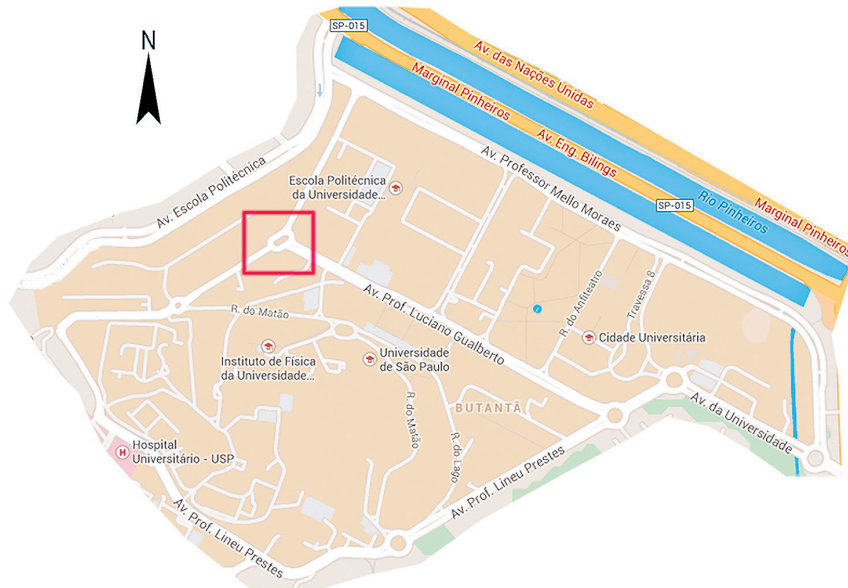 SP-015
N
Av. das Nações Unidas
Marginal Pinheiros
Av. Eng. Bilings
Av. Professor Mello Moraes
Av. Escola Politécnica
Escola Politécnica
da Universidade...
Rio Pinheiros
SP-015
Marginal Pinheiros
Av. Prof. Luciano Gualberto
R. do Anfiteatro
Travessa 8
R. do Matão
Cidade Universitária
Instituto de Física
da Universidade...
Universidade
de São Paulo
R. do Matão
BUTANTÃ
Av. da Universidade
R. do Lago
H
Hospital
Universitário - USP
Av. Prof. Lineu Prestes
Av. Prof. Lineu Prestes